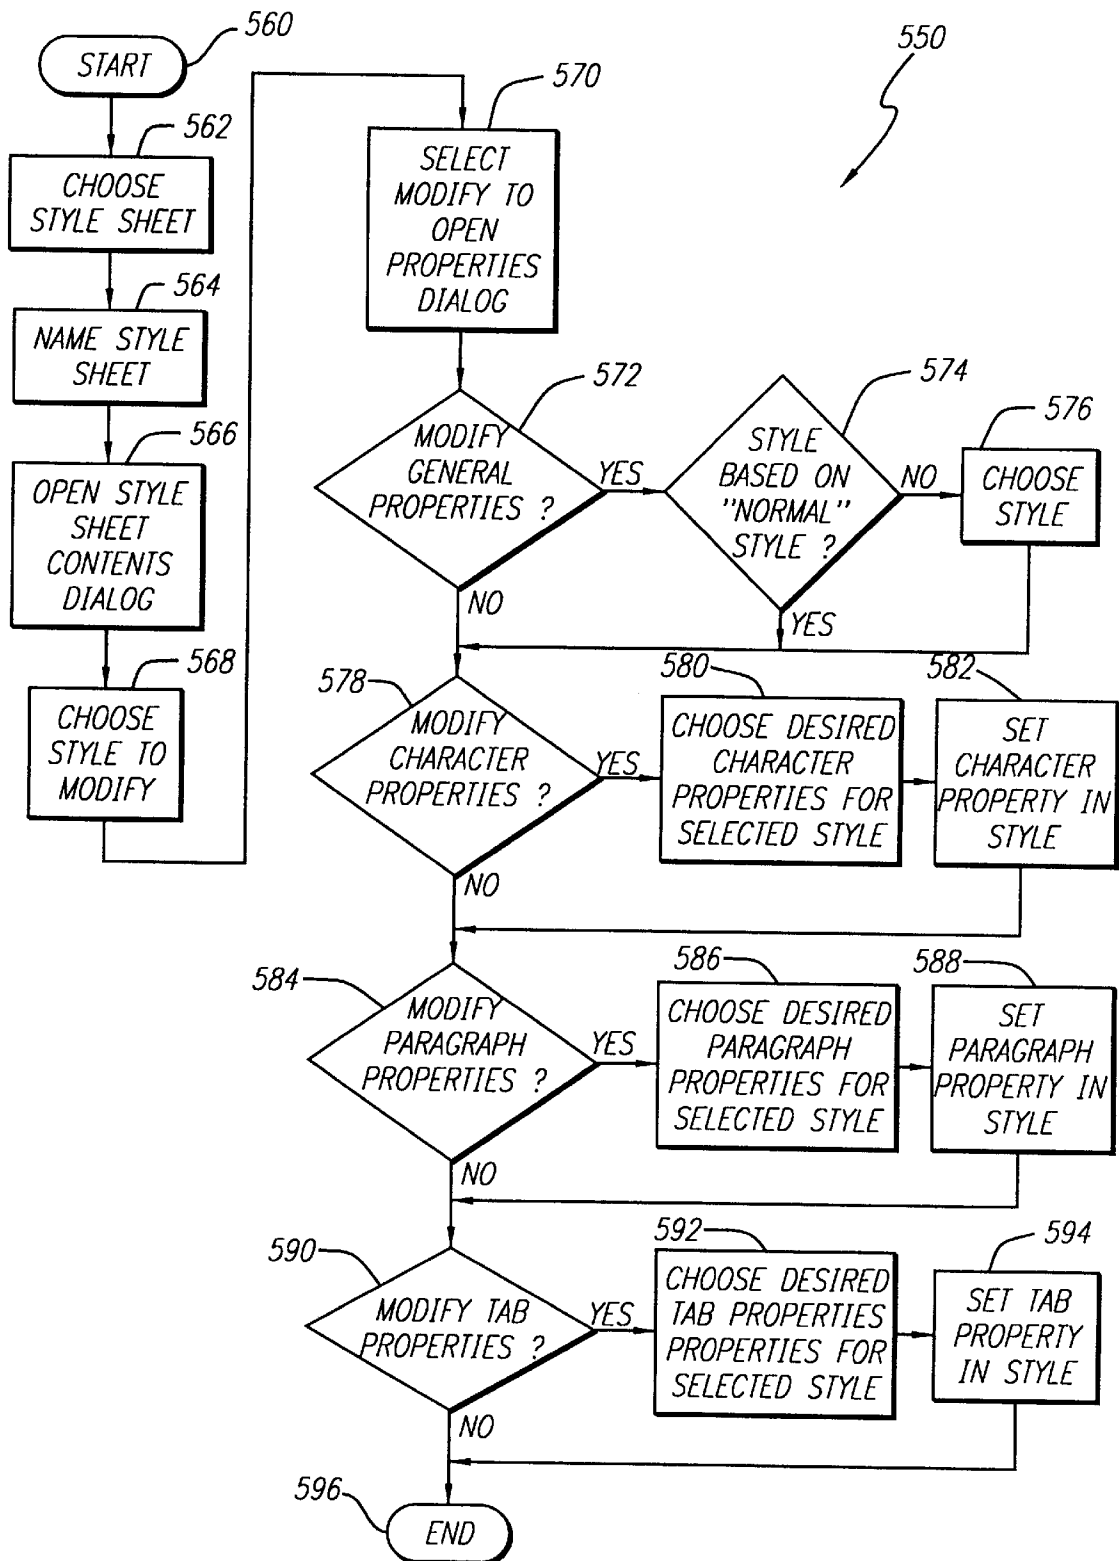 560
START
562
CHOOSE
STYLE SHEET
564
NAME STYLE
SHEET
566
OPEN STYLE
SHEET
CONTENTS
DIALOG
568
CHOOSE
STYLE TO
MODIFY
550
570
SELECT
MODIFY TO
OPEN
PROPERTIES
DIALOG
572
MODIFY
GENERAL
PROPERTIES ?
YES
NO
574
STYLE
BASED ON
"NORMAL"
STYLE ?
NO
YES
576
CHOOSE
STYLE
578
MODIFY
CHARACTER
PROPERTIES ?
YES
NO
580
CHOOSE DESIRED
CHARACTER
PROPERTIES FOR
SELECTED STYLE
582
SET
CHARACTER
PROPERTY IN
STYLE
584
MODIFY
PARAGRAPH
PROPERTIES ?
YES
NO
586
CHOOSE DESIRED
PARAGRAPH
PROPERTIES FOR
SELECTED STYLE
588
SET
PARAGRAPH
PROPERTY IN
STYLE
590
MODIFY TAB
PROPERTIES ?
YES
NO
592
CHOOSE DESIRED
TAB PROPERTIES
PROPERTIES FOR
SELECTED STYLE
594
SET TAB
PROPERTY
IN STYLE
596
END